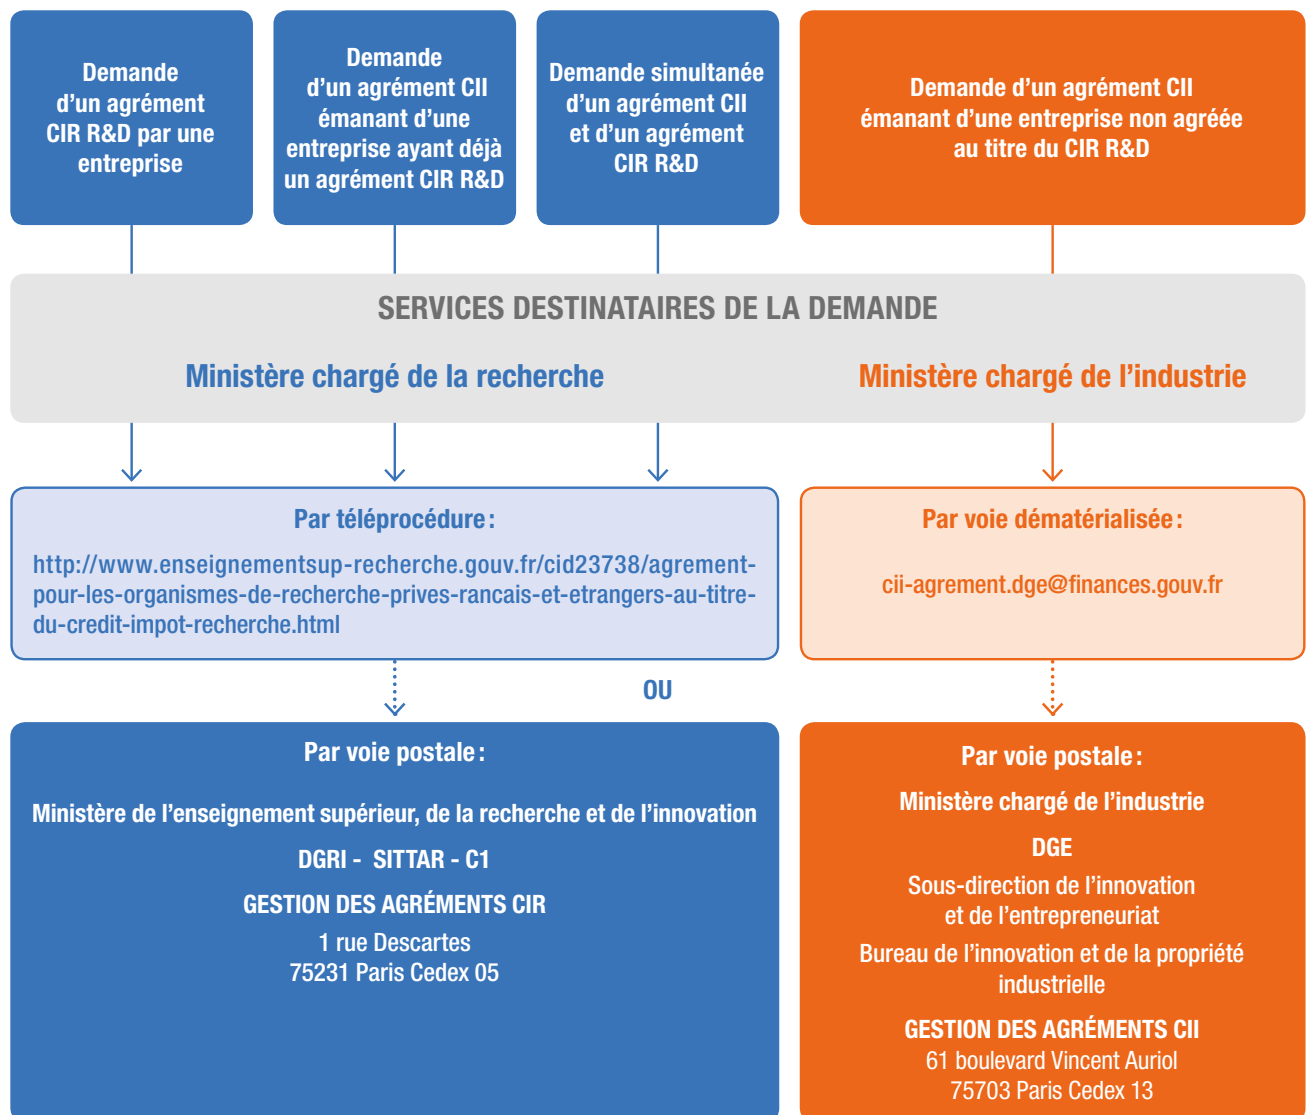 Demande
d'un agrément
CIR R&D par une
entreprise
Demande
d'un agrément CII
émanant d'une
entreprise ayant déjà
un agrément CIR R&D
Demande simultanée
d'un agrément CII
et d'un agrément
CIR R&D
Demande d'un agrément CII
émanant d'une entreprise non agréée
au titre du CIR R&D
SERVICES DESTINATAIRES DE LA DEMANDE
Ministère chargé de la recherche
Ministère chargé de l'industrie
Par téléprocédure :
http://www.enseignementsup-recherche.gouv.fr/cid23738/agrement-
pour-les-organismes-de-recherche-prives-rancais-et-etrangers-au-titre-
du-credit-impot-recherche.html
Par voie dématérialisée :
cii-agrement.dge@finances.gouv.fr
OU
Par voie postale :
Ministère de l'enseignement supérieur, de la recherche et de l'innovation
DGRI - SITTAR - C1
GESTION DES AGRÉMENTS CIR
1 rue Descartes
75231 Paris Cedex 05
Par voie postale :
Ministère chargé de l'industrie
DGE
Sous-direction de l'innovation
et de l'entrepreneuriat
Bureau de l'innovation et de la propriété
industrielle
GESTION DES AGRÉMENTS CII
61 boulevard Vincent Auriol
75703 Paris Cedex 13